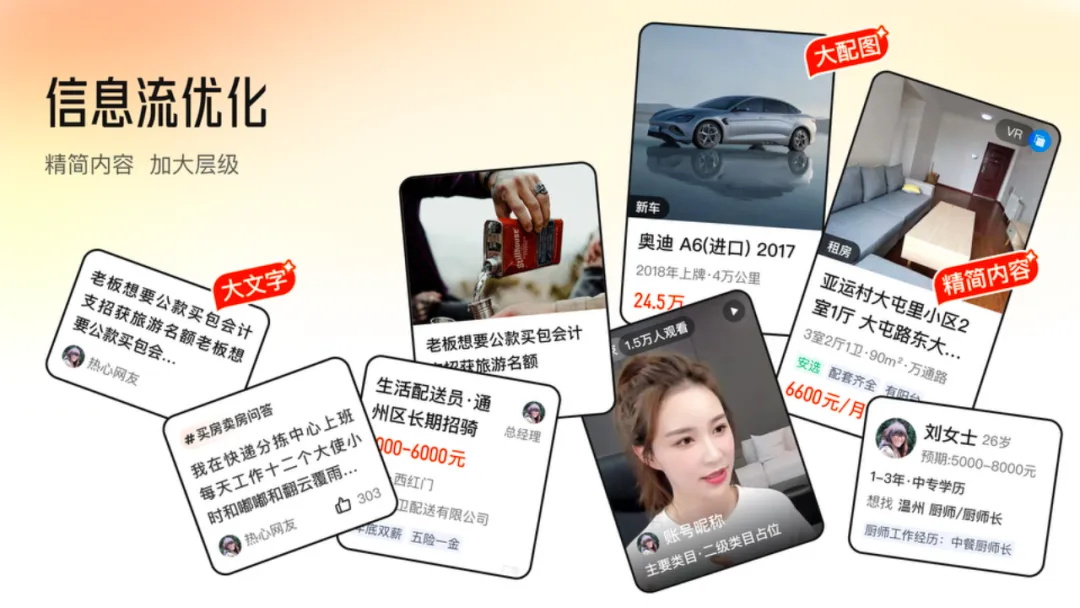 信息流优化
精简内容 加大层级
大文字
老板想要公款买包会计
支招获旅游名额老板想
要公款买包会...
热心网友
#买房卖房问答
我在快递分拣中心上班
每天工作十二个大使小
时和嘟嘟和翻云覆雨...
303
热心网友
老板想要公款买包会计
支招获旅游名额
生活配送员·通
州区长期招骑
总经理
000-6000元
西红门
卫配送有限公司
年底双薪 五险一金
大配图
新车
奥迪 A6(进口) 2017
2018年上牌·4万公里
24.5万
1.5万人观看
账号昵称
主要类目·二级类目占位
VR
租房
精简内容
亚运村大屯里小区2
室1厅 大屯路东大...
3室2厅1卫·90m²·万通路
安选 配套齐全 有阳台
6600元/月
刘女士 26岁
预期:5000-8000元
1-3年·中专学历
想找 温州 厨师/厨师长
厨师工作经历：中餐厨师长